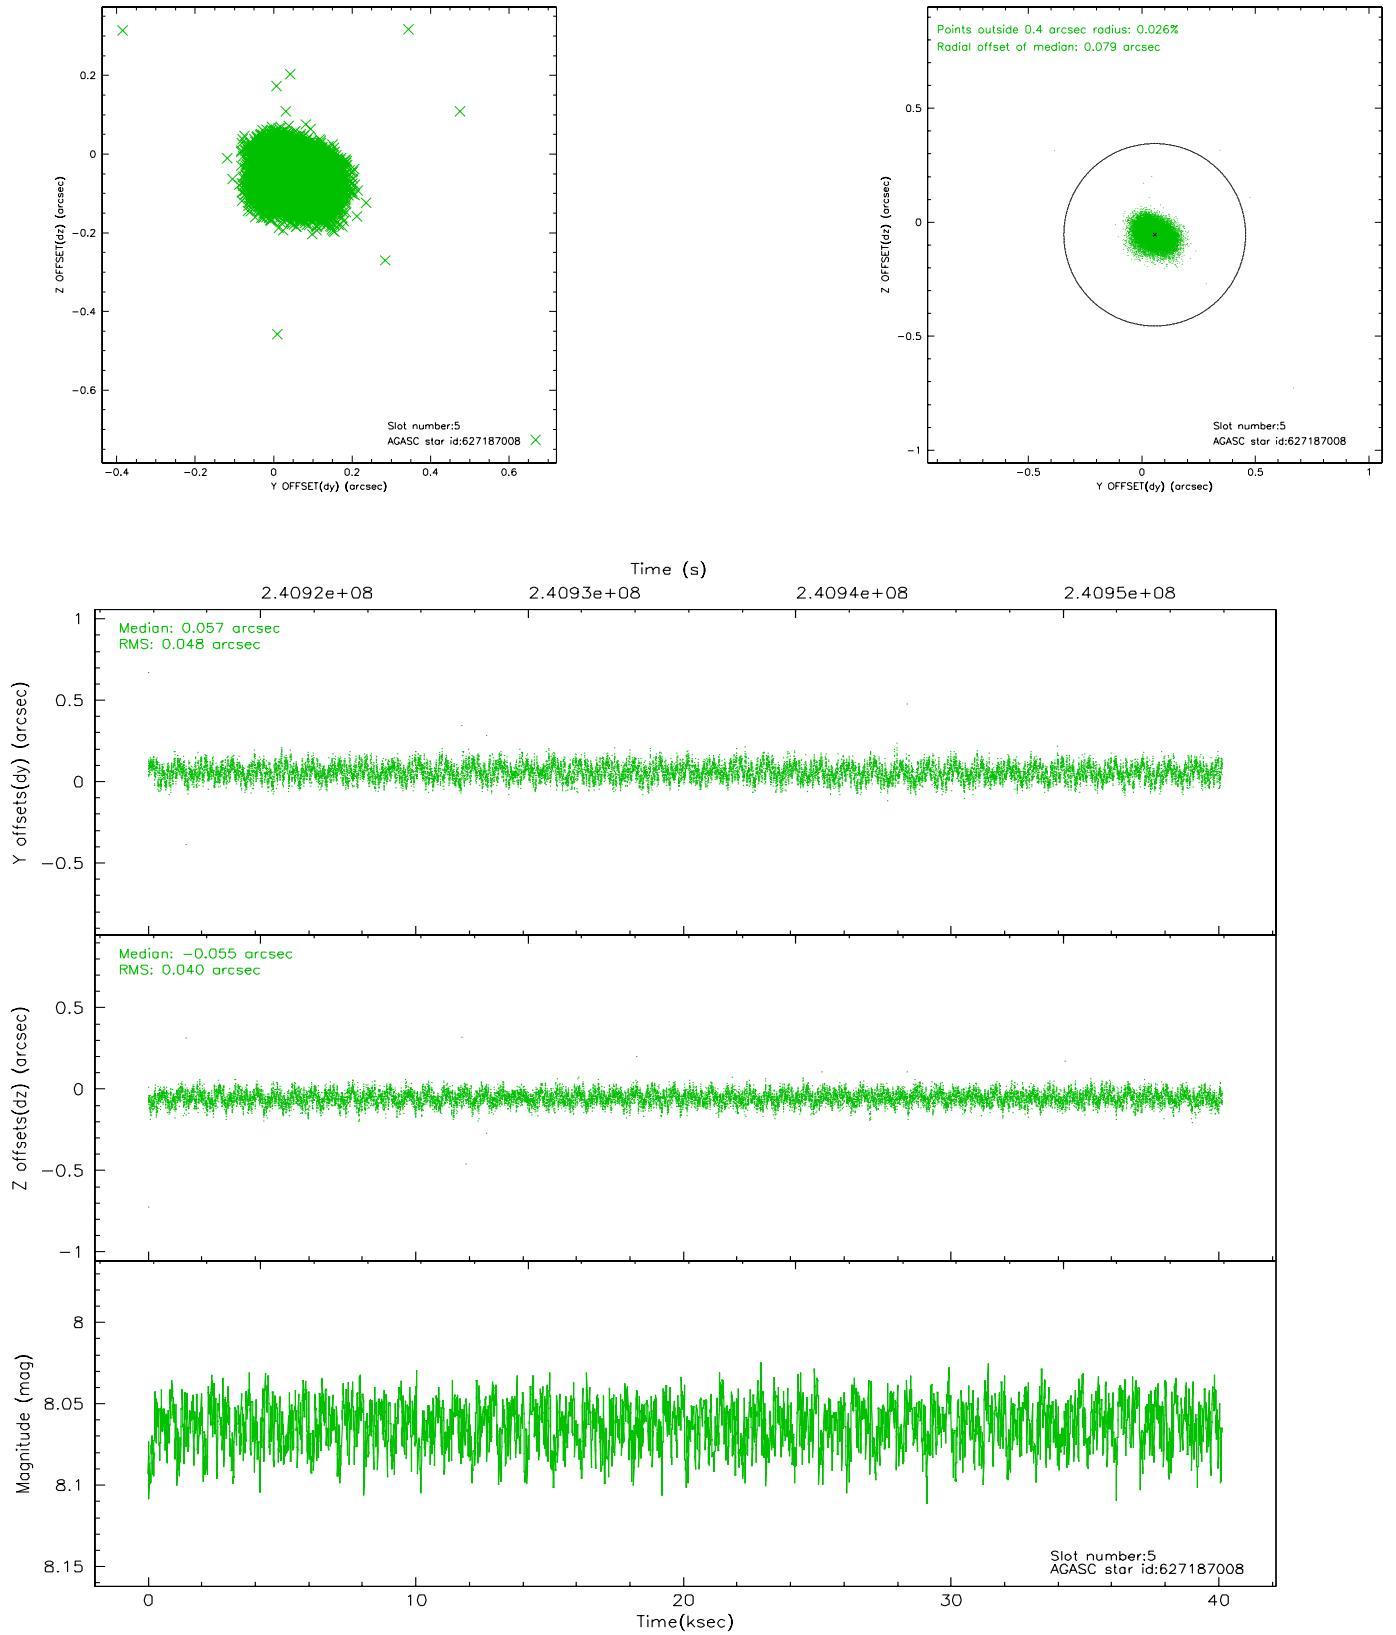 0.2
0
−0.2
−0.4
−0.6
Z OFFSET(dz) (arcsec)
Slot number:5
AGASC star id:627187008
−0.4 −0.2 0 0.2 0.4 0.6
Y OFFSET(dy) (arcsec)
Points outside 0.4 arcsec radius: 0.026%
Radial offset of median: 0.079 arcsec
0.5
0
−0.5
−1
Z OFFSET(dz) (arcsec)
Slot number:5
AGASC star id:627187008
−0.5 0 0.5 1
Y OFFSET(dy) (arcsec)
Time (s)
2.4092e+08 2.4093e+08 2.4094e+08 2.4095e+08
Median: 0.057 arcsec
RMS: 0.048 arcsec
1
0.5
0
−0.5
Y offsets(dy) (arcsec)
Median: −0.055 arcsec
RMS: 0.040 arcsec
0.5
0
−0.5
−1
Z offsets(dz) (arcsec)
8
8.05
8.1
8.15
Magnitude (mag)
Slot number:5
AGASC star id:627187008
0 10 20 30 40
Time(ksec)